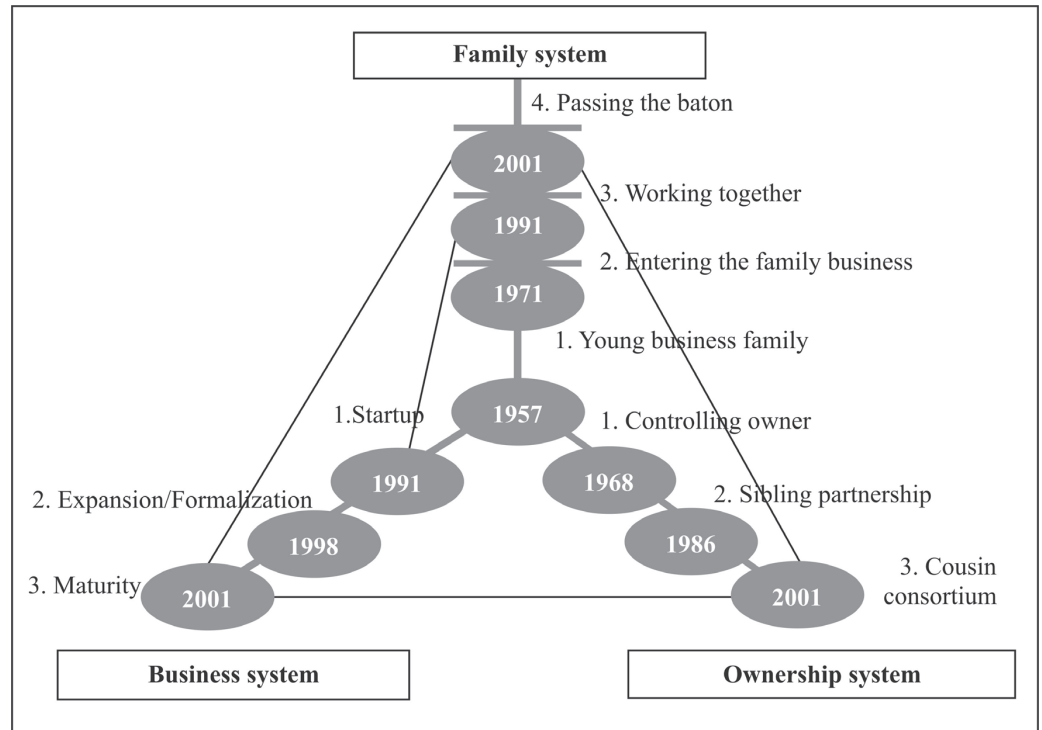 Family system
4. Passing the baton
2001
3. Working together
1991
2. Entering the family business
1971
1. Young business family
1957
1.Startup
1. Controlling owner
1991
1968
2. Expansion/Formalization
2. Sibling partnership
1998
1986
3. Maturity
2001
2001
3. Cousin
consortium
Business system
Ownership system